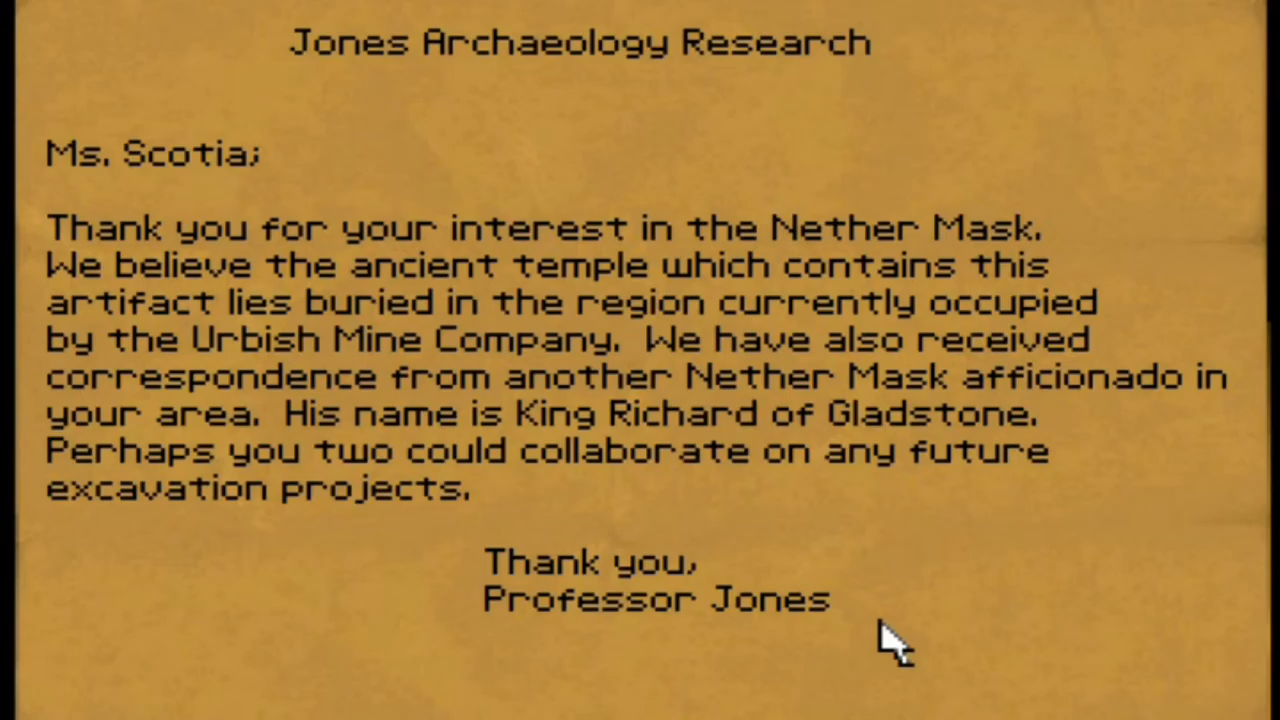 Jones Archaeology Research
Ms. Scotia;
Thank you for your interest in the Nether Mask.
We believe the ancient temple which contains this
artifact lies buried in the region currently occupied
by the Urbish Mine Company.  We have also received
correspondence from another Nether Mask afficionado in
your area.  His name is King Richard of Gladstone.
Perhaps you two could collaborate on any future
excavation projects.
Thank you,
Professor Jones